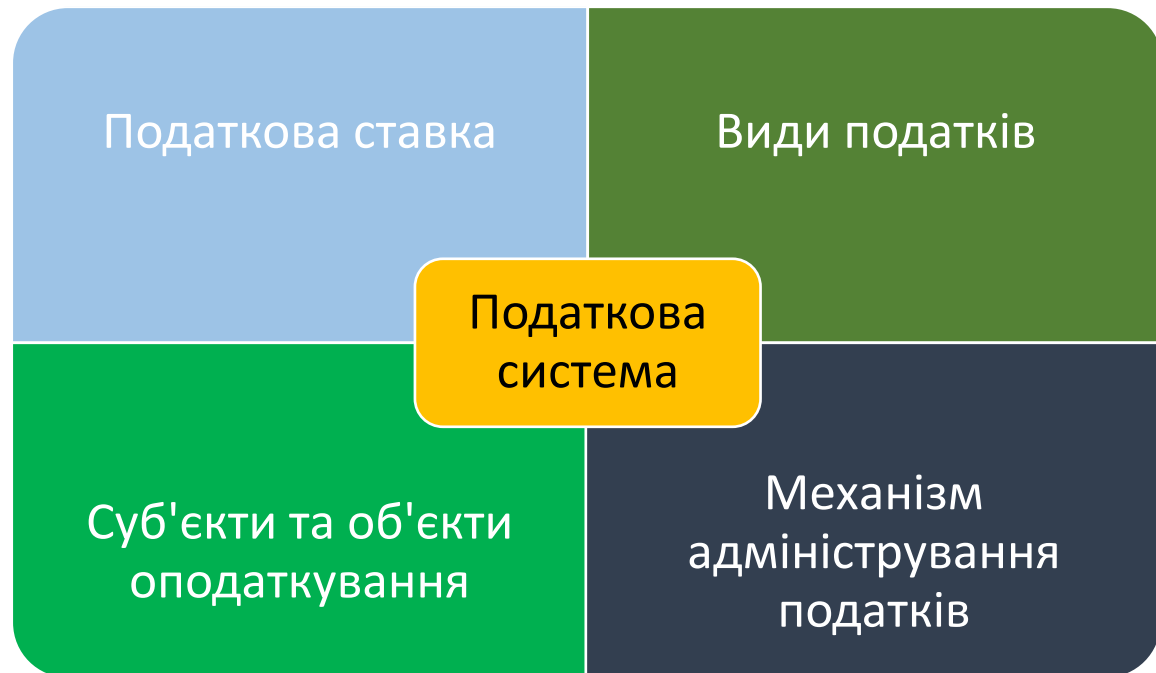 Податкова ставка
Види податків
Податкова
система
Суб'єкти та об'єкти
оподаткування
Механізм
адміністрування
податків